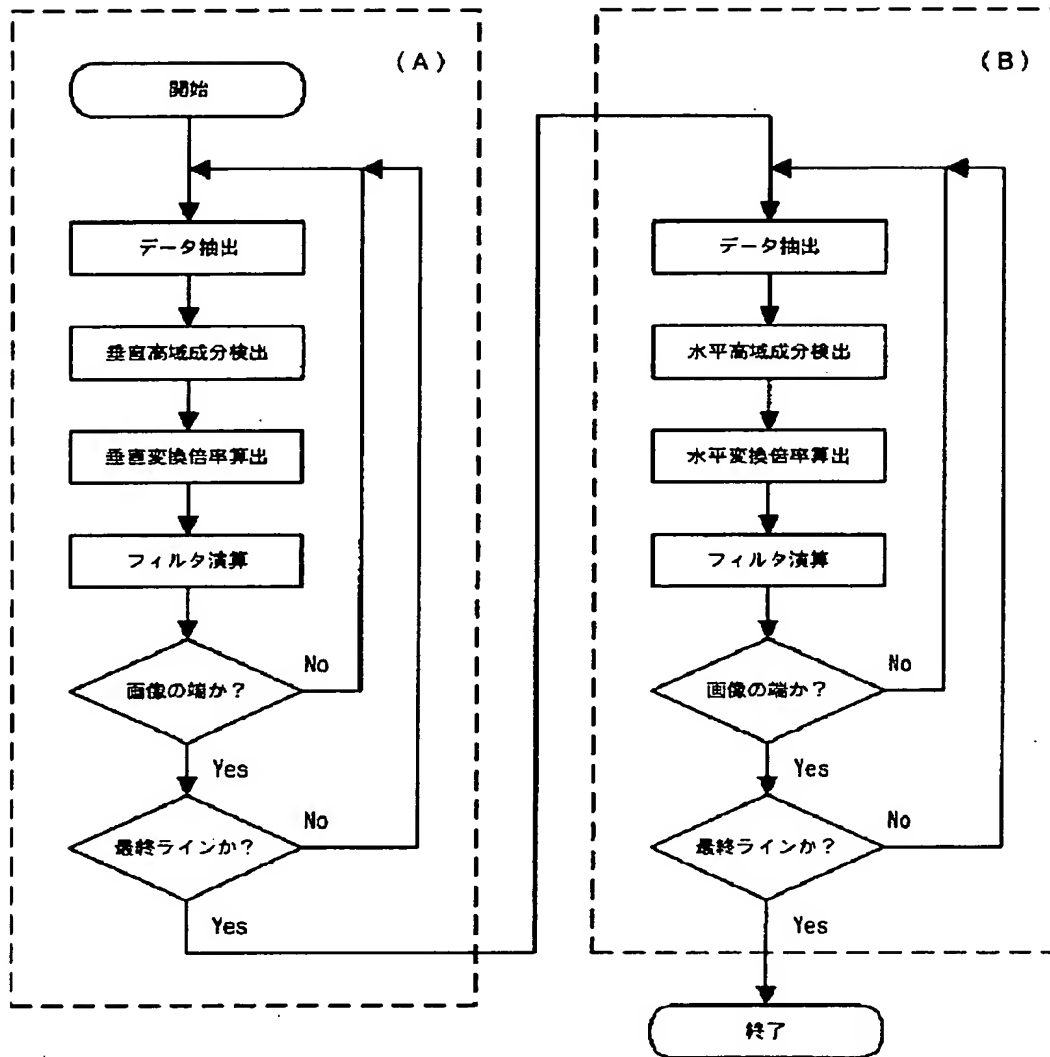 (A)
開始
データ抽出
垂直高域成分検出
垂直変換倍率算出
フィルタ演算
画像の端か?
No
Yes
最終ラインか?
No
Yes
(B)
データ抽出
水平高域成分検出
水平変換倍率算出
フィルタ演算
画像の端か?
No
Yes
最終ラインか?
No
Yes
終了